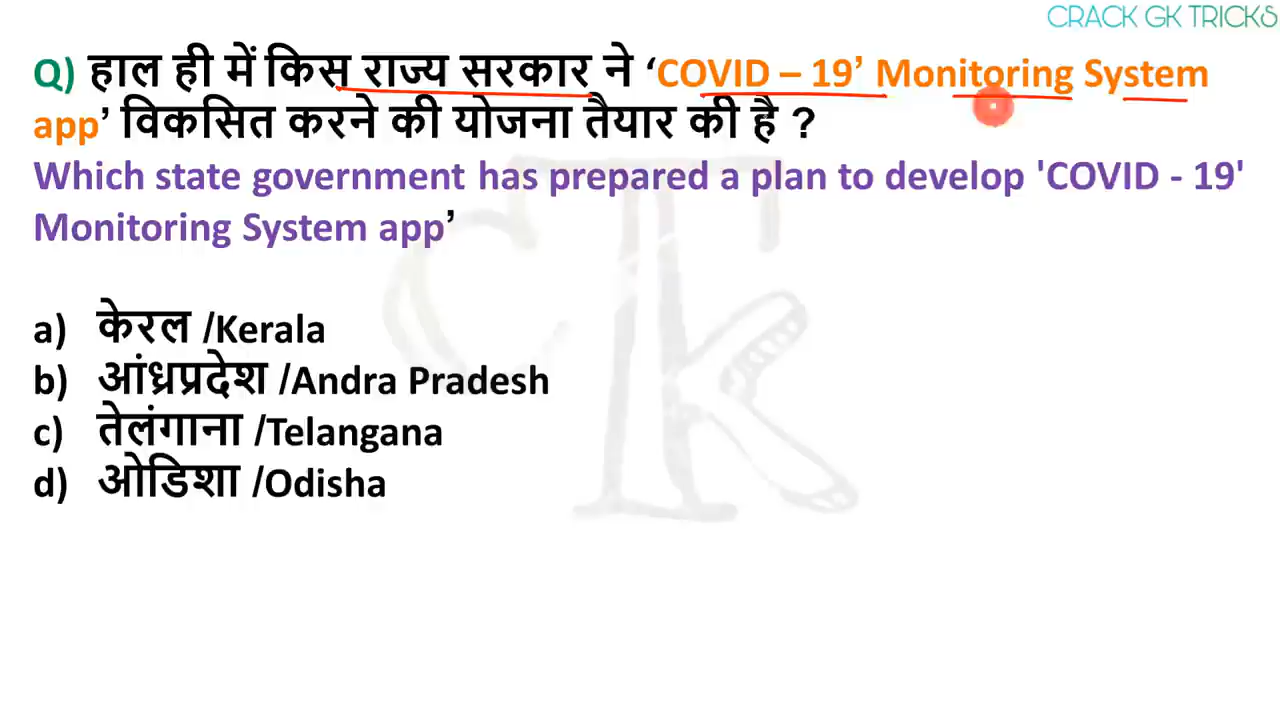 CRACK GK TRICKS
Q) हाल ही में किस राज्य सरकार ने ‘COVID – 19’ Monitoring System
app’ विकसित करने की योजना तैयार की है ?
Which state government has prepared a plan to develop 'COVID - 19'
Monitoring System app’
a) केरल /Kerala
b) आंध्रप्रदेश /Andra Pradesh
c) तेलंगाना /Telangana
d) ओडिशा /Odisha
CTk